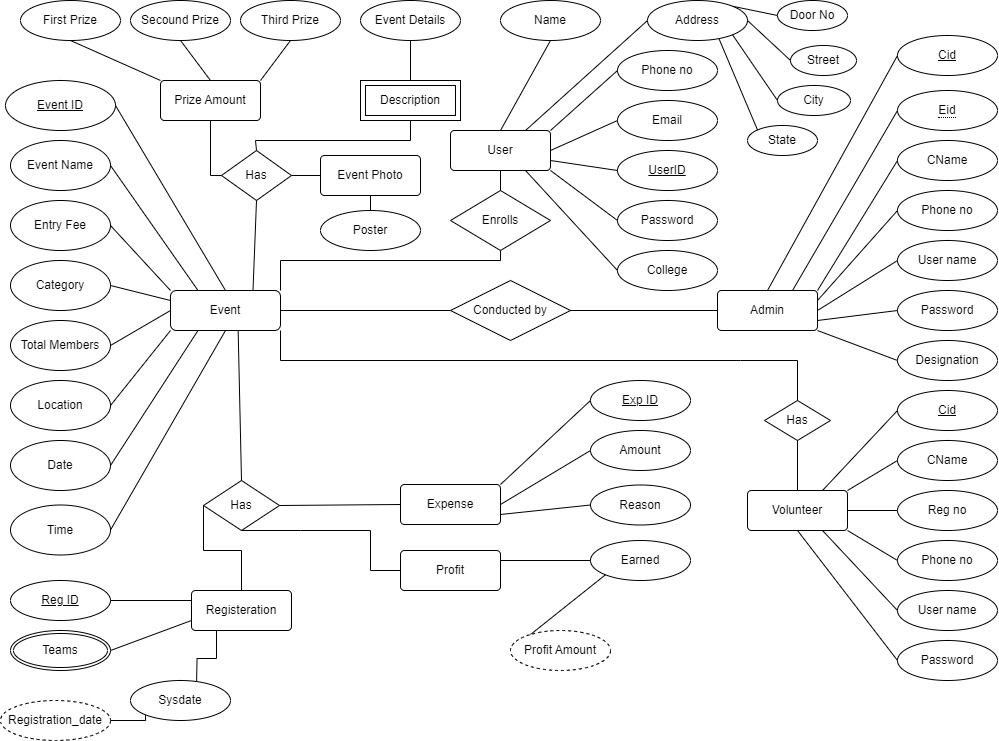 First Prize
Secound Prize
Third Prize
Event Details
Name
Address
Door No
Street
City
State
Prize Amount
Description
Event ID
Event Name
Entry Fee
Category
Total Members
Location
Date
Time
Has
Event Photo
Poster
User
Phone no
Email
UserID
Password
College
Enrolls
Event
Conducted by
Admin
Cid
Eid
CName
Phone no
User name
Password
Designation
Has
Volunteer
Cid
CName
Reg no
Phone no
User name
Password
Has
Expense
Exp ID
Amount
Reason
Profit
Earned
Profit Amount
Registeration
Reg ID
Teams
Sysdate
Registration_date